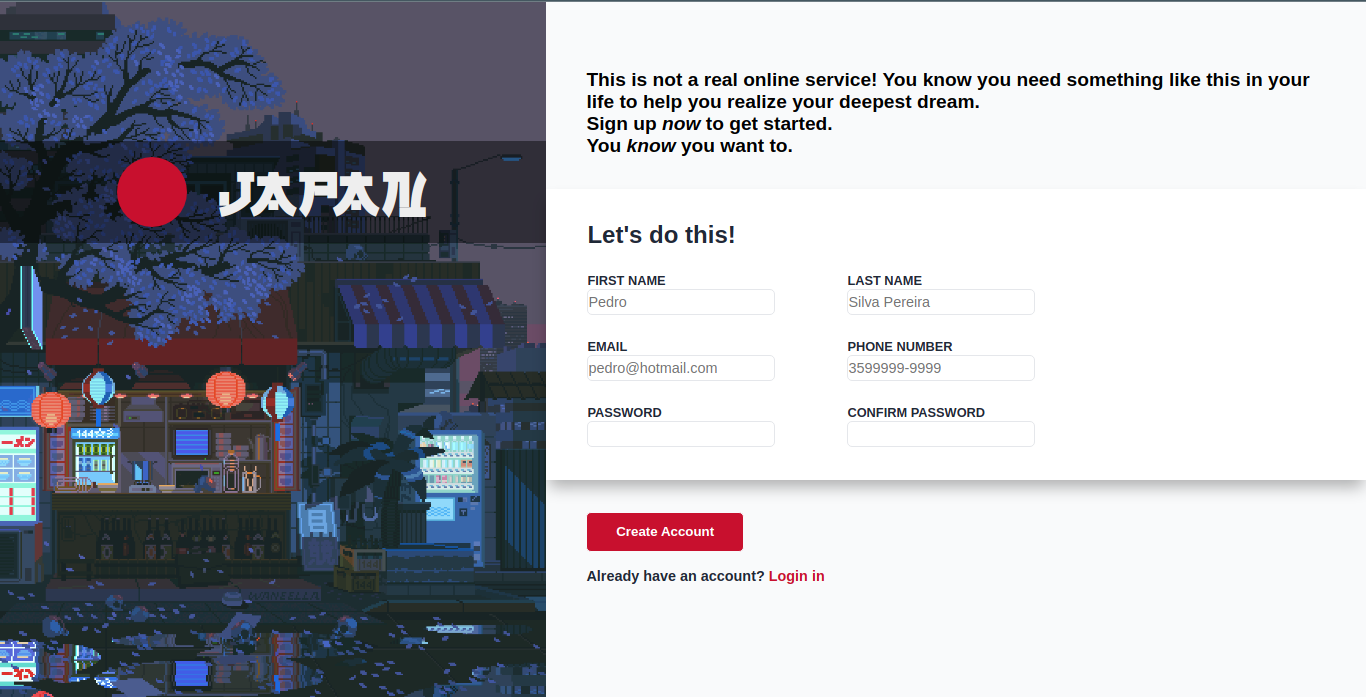 JAPAN
This is not a real online service! You know you need something like this in your
life to help you realize your deepest dream.
Sign up now to get started.
You know you want to.
Let's do this!
FIRST NAME
LAST NAME
Pedro
Silva Pereira
EMAIL
PHONE NUMBER
pedro@hotmail.com
3599999-9999
PASSWORD
CONFIRM PASSWORD
Create Account
Already have an account? Login in
WANEELLA